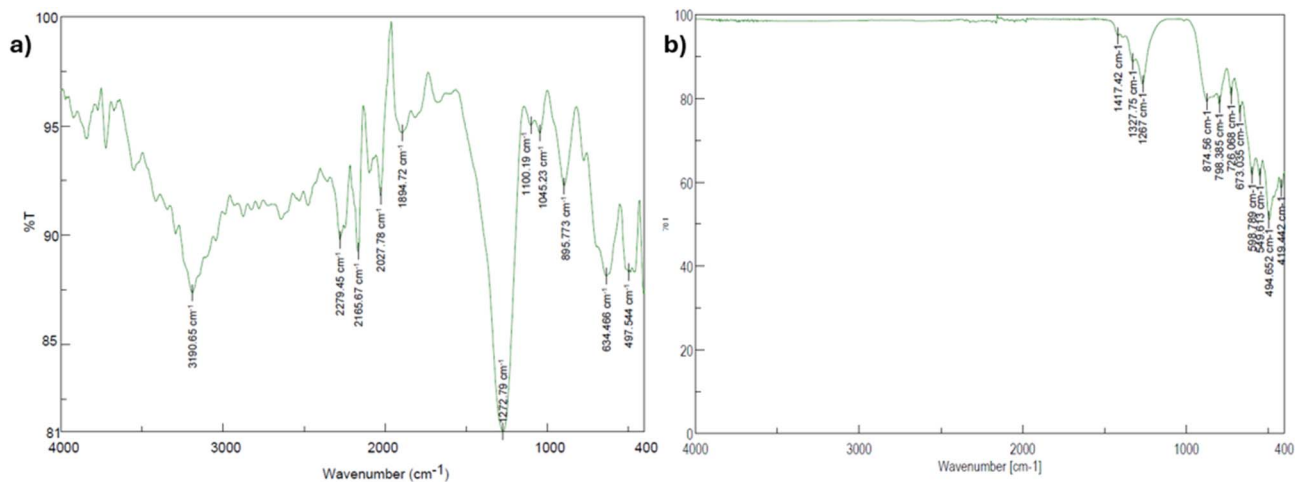 a)
100
95
90
85
81
%T
3190.65 cm-1
2279.45 cm-1
2165.67 cm-1
2027.78 cm-1
1894.72 cm-1
1272.79 cm-1
1100.19 cm-1
1045.23 cm-1
895.773 cm-1
634.466 cm-1
497.544 cm-1
4000
3000
2000
1000
400
Wavenumber (cm-1)
b)
100
80
60
40
20
0
1417.42 cm-1
1327.75 cm-1
1267 cm-1
874.56 cm-1
798.385 cm-1
726.068 cm-1
673.035 cm-1
598.789 cm-1
549.613 cm-1
494.652 cm-1
419.442 cm-1
4000
3000
2000
1000
400
Wavenumber [cm-1]